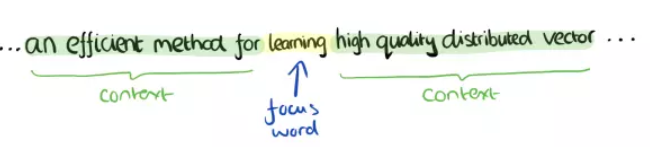 ...an efficient method for learning high quality distributed vector ...
context
context
focus
word